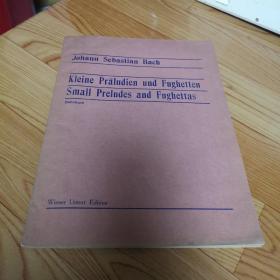 Johann Sebastian Bach
Kleine Präludien und Fughetten
Small Preludes and Fughettas
Wiener Urtext Edition